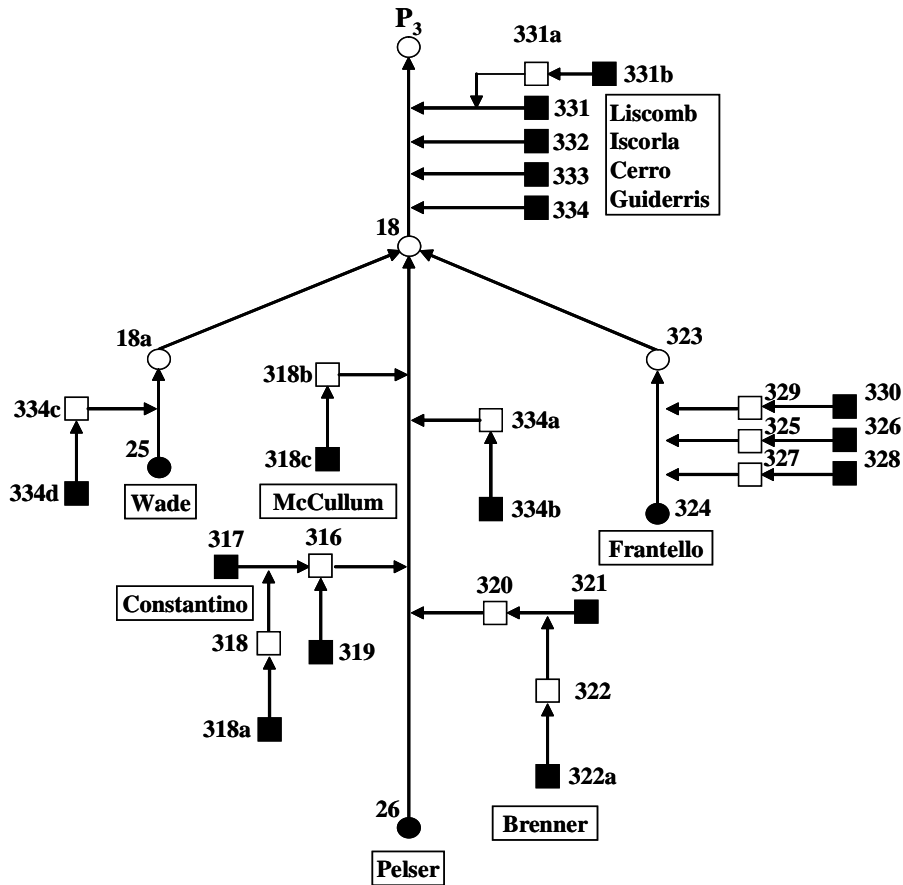 P3
331a
331b
331
Liscomb
Iscorla
Cerro
Guiderris
332
333
334
18
18a
323
318b
334c
334a
329
330
325
326
327
328
25
318c
334d
334b
324
Wade
McCullum
Frantello
317
316
Constantino
320
321
318
319
322
318a
322a
26
Brenner
Pelser